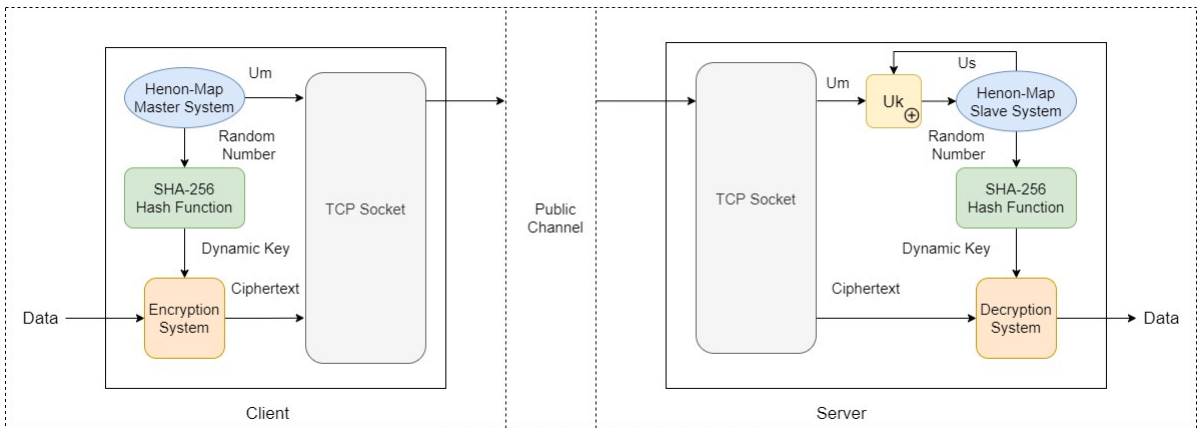 Henon-Map
Master System
Um
Random
Number
SHA-256
Hash Function
Dynamic Key
Encryption
System
Ciphertext
Data
TCP Socket
Client
Public
Channel
TCP Socket
Um
Uk
Us
Henon-Map
Slave System
Random
Number
SHA-256
Hash Function
Dynamic Key
Ciphertext
Decryption
System
Data
Server